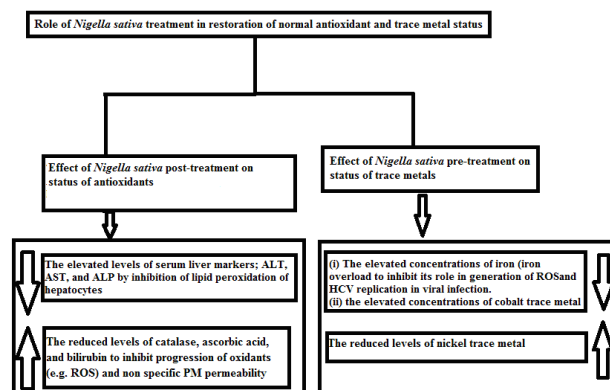 Role of Nigella sativa treatment in restoration of normal antioxidant and trace metal status
Effect of Nigella sativa post-treatment on
status of antioxidants
Effect of Nigella sativa pre-treatment on
status of trace metals
The elevated levels of serum liver markers; ALT,
AST, and ALP by inhibition of lipid peroxidation of
hepatocytes
The reduced levels of catalase, ascorbic acid,
and bilirubin to inhibit progression of oxidants
(e.g. ROS) and non specific PM permeability
(i) The elevated concentrations of iron (iron
overload to inhibit its role in generation of ROSand
HCV replication in viral infection.
(ii) the elevated concentrations of cobalt trace metal
The reduced levels of nickel trace metal